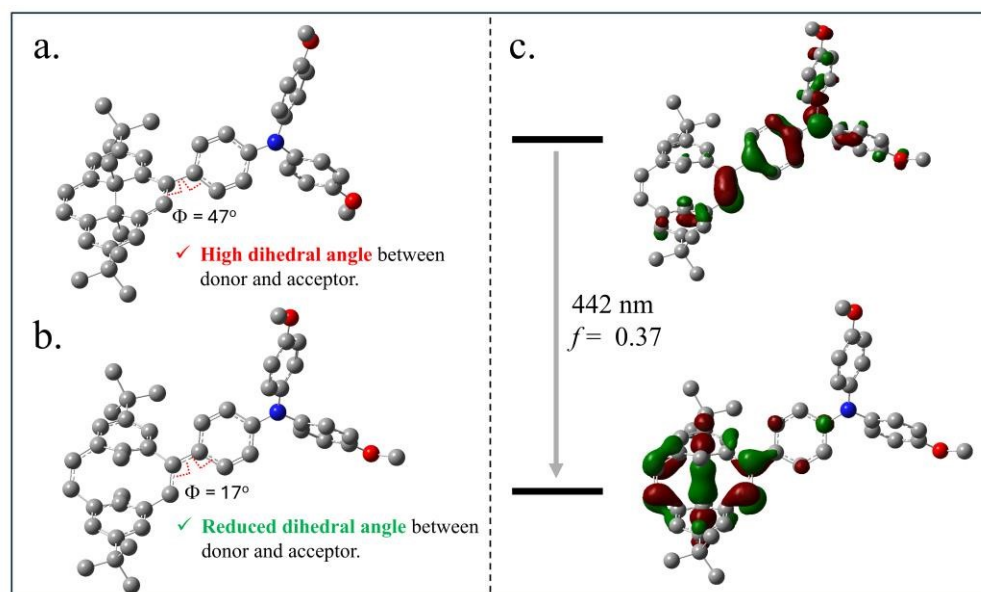 a.
Φ = 47°
✓ High dihedral angle between
donor and acceptor.
b.
Φ = 17°
✓ Reduced dihedral angle between
donor and acceptor.
c.
442 nm
f = 0.37